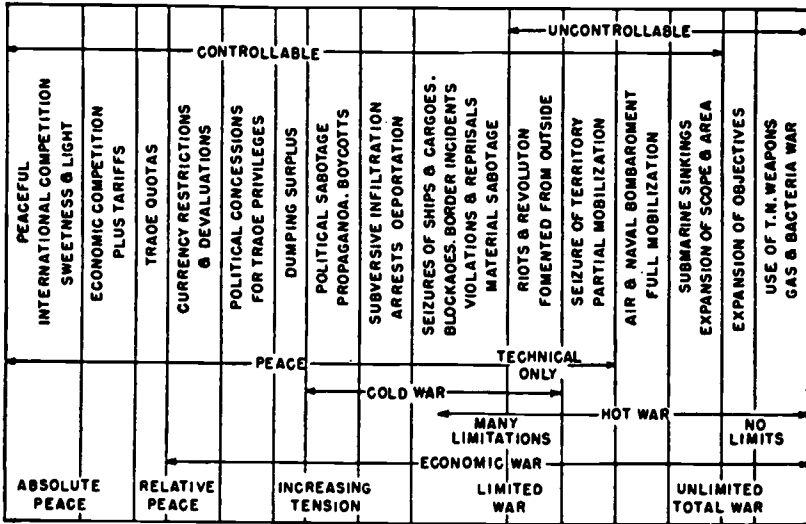 UNCONTROLLABLE
CONTROLLABLE
PEACEFUL
INTERNATIONAL COMPETITION
SWEETNESS & LIGHT
ECONOMIC COMPETITION
PLUS TARIFFS
TRADE QUOTAS
CURRENCY RESTRICTIONS
& DEVALUATIONS
POLITICAL CONCESSIONS
FOR TRADE PRIVILEGES
DUMPING SURPLUS
POLITICAL SABOTAGE
PROPAGANDA. BOYCOTTS
SUBVERSIVE INFILTRATION
ARRESTS DEPORTATION
SEIZURES OF SHIPS & CARGOES.
BLOCKADES. BORDER INCIDENTS
VIOLATIONS & REPRISALS
MATERIAL SABOTAGE
RIOTS & REVOLUTON
FOMENTED FROM OUTSIDE
SEIZURE OF TERRITORY
PARTIAL MOBILIZATION
AIR & NAVAL BOMBAROMENT
FULL MOBILIZATION
SUBMARINE SINKINGS
EXPANSION OF SCOPE & AREA
EXPANSION OF OBJECTIVES
USE OF T.N. WEAPONS
GAS & BACTERIA WAR
PEACE
TECHNICAL
ONLY
COLD WAR
HOT WAR
MANY
LIMITATIONS
NO
LIMITS
ECONOMIC WAR
ABSOLUTE
PEACE
RELATIVE
PEACE
INCREASING
TENSION
LIMITED
WAR
UNLIMITED
TOTAL WAR